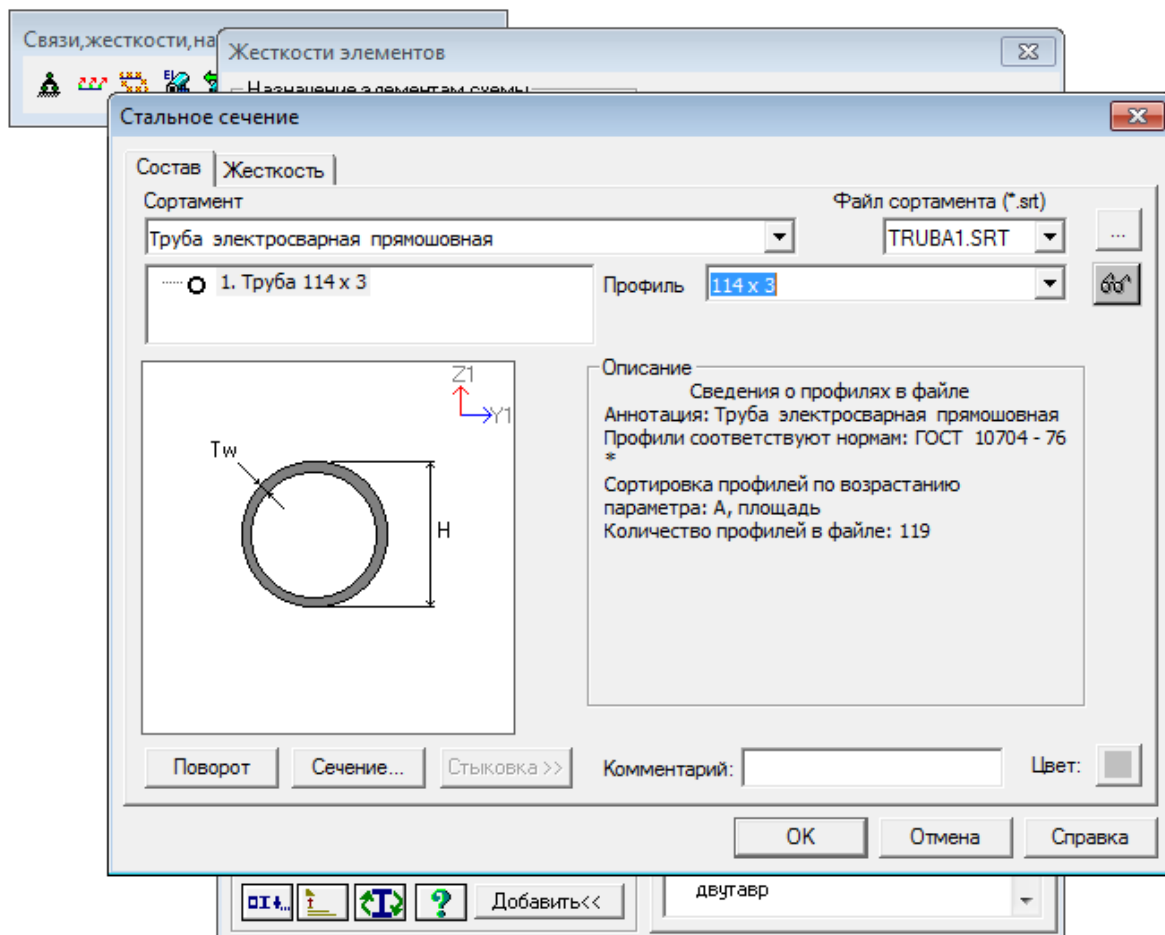 Связи,жесткости,на
Жесткости элементов
Назначение элементам схемы
Стальное сечение
Состав Жесткость
Сортамент Файл сортамента (*.srt)
Труба электросварная прямошовная TRUBA1.SRT ...
1. Труба 114 x 3 Профиль 114 x 3
Описание
Сведения о профилях в файле
Аннотация: Труба электросварная прямошовная
Профили соответствуют нормам: ГОСТ 10704 - 76
*
Сортировка профилей по возрастанию
параметра: А, площадь
Количество профилей в файле: 119
Z1
Y1
Tw
H
Поворот Сечение... Стыковка >> Комментарий: Цвет:
OK Отмена Справка
? Добавить<< двутавр